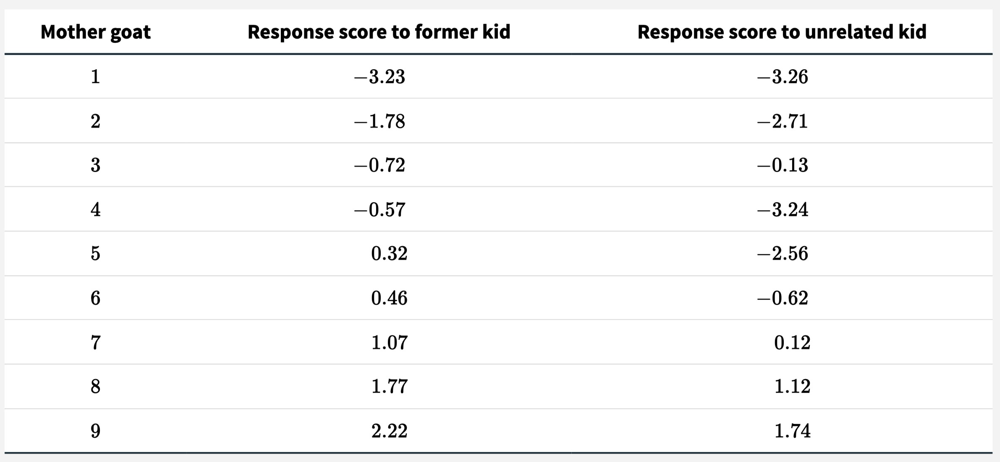 Mother goat Response score to former kid Response score to unrelated kid
1 −3.23 −3.26
2 −1.78 −2.71
3 −0.72 −0.13
4 −0.57 −3.24
5 0.32 −2.56
6 0.46 −0.62
7 1.07 0.12
8 1.77 1.12
9 2.22 1.74